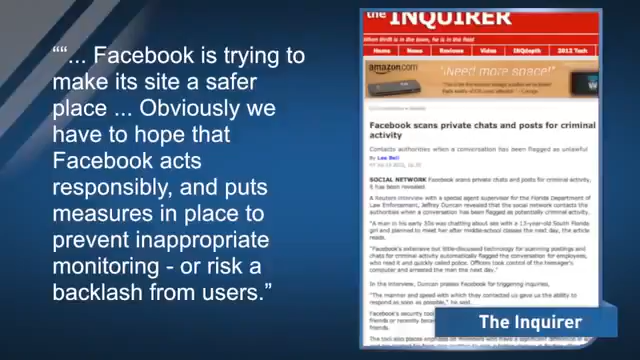 ““... Facebook is trying to
make its site a safer
place ... Obviously we
have to hope that
Facebook acts
responsibly, and puts
measures in place to
prevent inappropriate
monitoring - or risk a
backlash from users.”
the INQUIRER
Home News Reviews Video INQdepth 2012 Tech
amazon.com
Need more space!
Facebook scans private chats and posts for criminal
activity
Contacts authorities when a conversation has been flagged as unlawful
By Lee Bell
SOCIAL NETWORK Facebook scans private chats and posts for criminal activity,
it has been revealed.
A Reuters interview with a special agent supervisor for the Florida Department of
Law Enforcement, Jeffrey Duncan revealed that the social network contacts the
authorities when a conversation has been flagged as potentially criminal activity.
"A man in his early 30s was chatting about sex with a 13-year-old South Florida
girl and planned to meet her after middle-school classes the next day, the article
reads.
"Facebook's extensive but little-discussed technology for scanning postings and
chats for criminal activity automatically flagged the conversation for employees,
who read it and quickly called police. Officers took control of the teenager's
computer and arrested the man the next day."
In the interview, Duncan praises Facebook for triggering inquiries,
"The manner and speed with which they contacted us gave us the ability to
respond as soon as possible," he said.
Facebook's security
friends or recently
friends.
The Inquirer